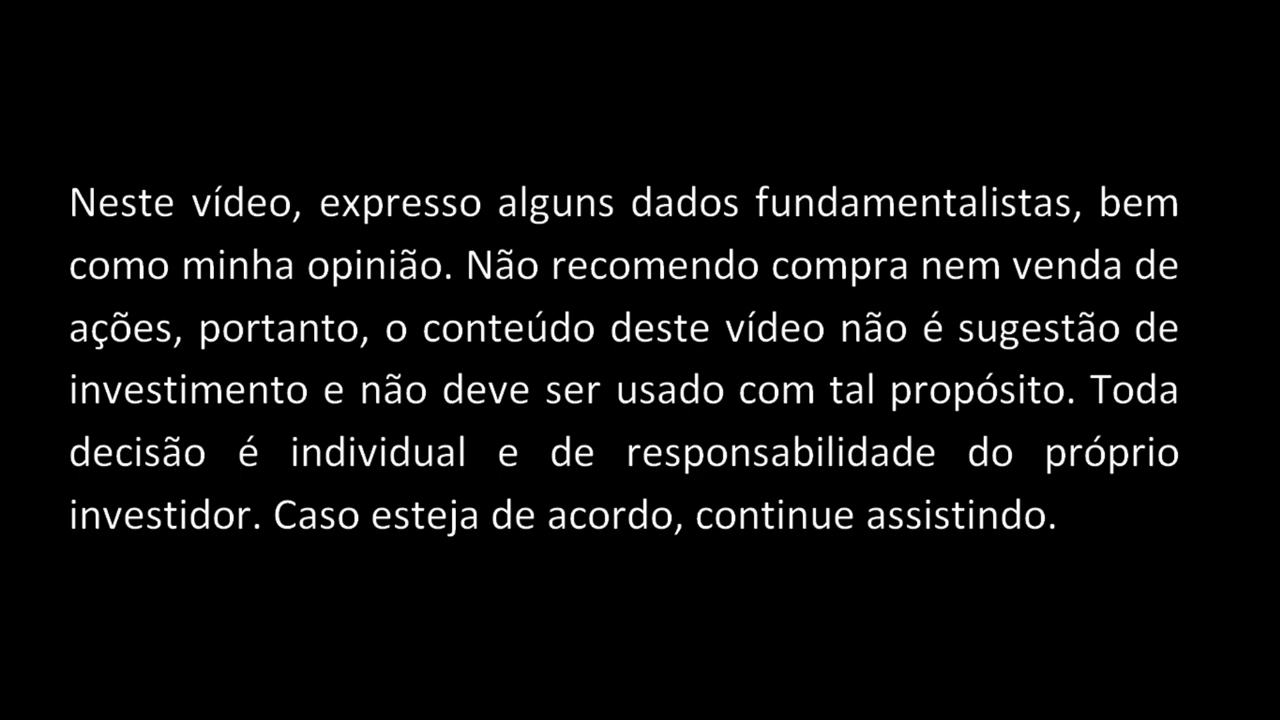 Neste vídeo, expresso alguns dados fundamentalistas, bem
como minha opinião. Não recomendo compra nem venda de
ações, portanto, o conteúdo deste vídeo não é sugestão de
investimento e não deve ser usado com tal propósito. Toda
decisão é individual e de responsabilidade do próprio
investidor. Caso esteja de acordo, continue assistindo.